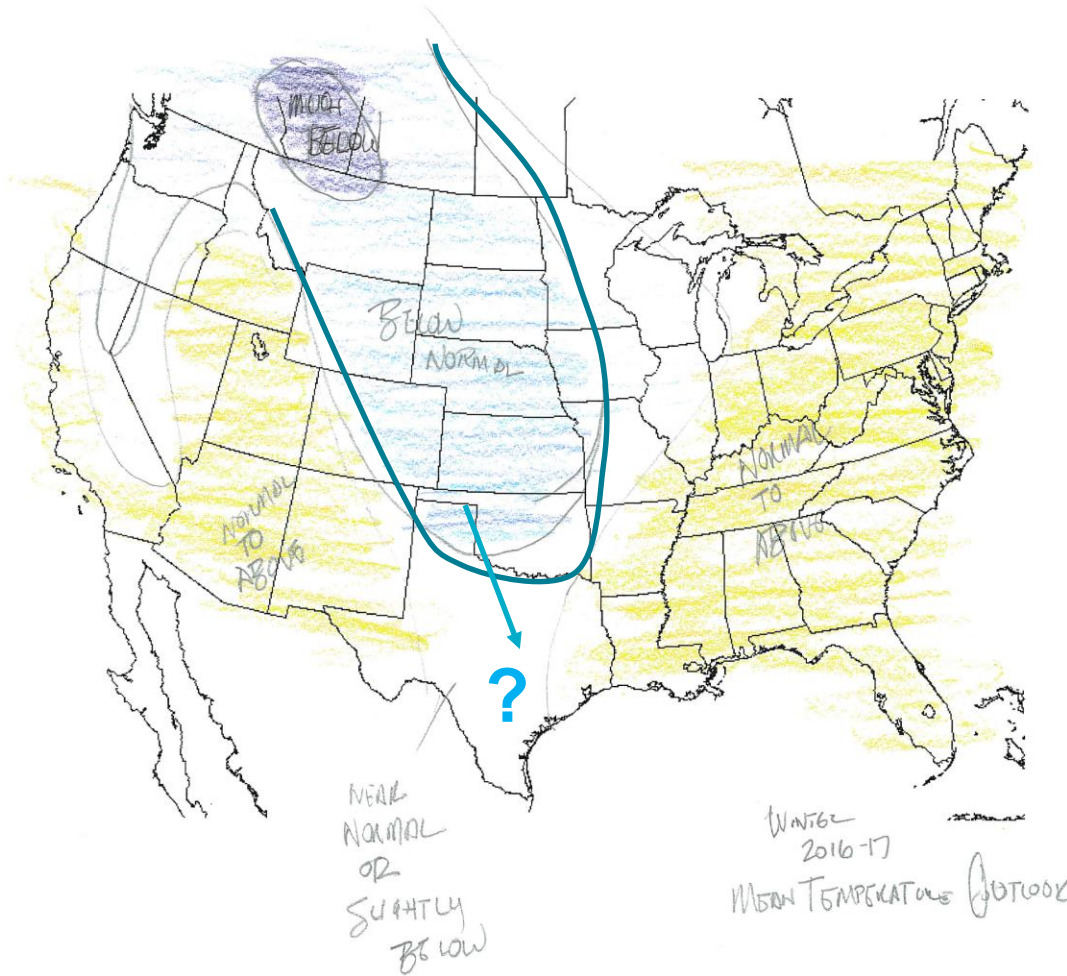 MUCH
BELOW
BELOW
NORMAL
NORMAL
TO
ABOVE
NORMAL
TO
ABOVE
?
NEAR
NORMAL
OR
SLIGHTLY
BELOW
WINTER
2016-17
MEAN TEMPERATURE OUTLOOK